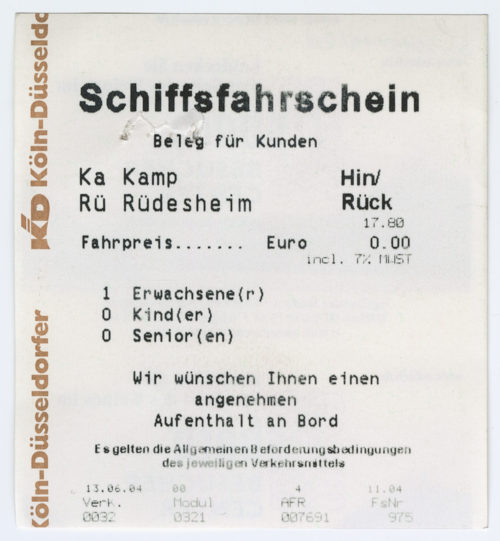 Köln-Düsseldo
KD
Köln-Düsseldorfer
Schiffsfahrschein
Beleg für Kunden
Ka Kamp Hin/
Rü Rüdesheim Rück
17.80
Fahrpreis....... Euro 0.00
incl. 7% MWST
1 Erwachsene(r)
0 Kind(er)
0 Senior(en)
Wir wünschen Ihnen einen
angenehmen
Aufenthalt an Bord
Es gelten die Allgemeinen Beförderungsbedingungen
des jeweiligen Verkehrsmittels
13.06.04 00 4 11.04
Verk. Modul AFR FsNr
0032 0321 007691 975